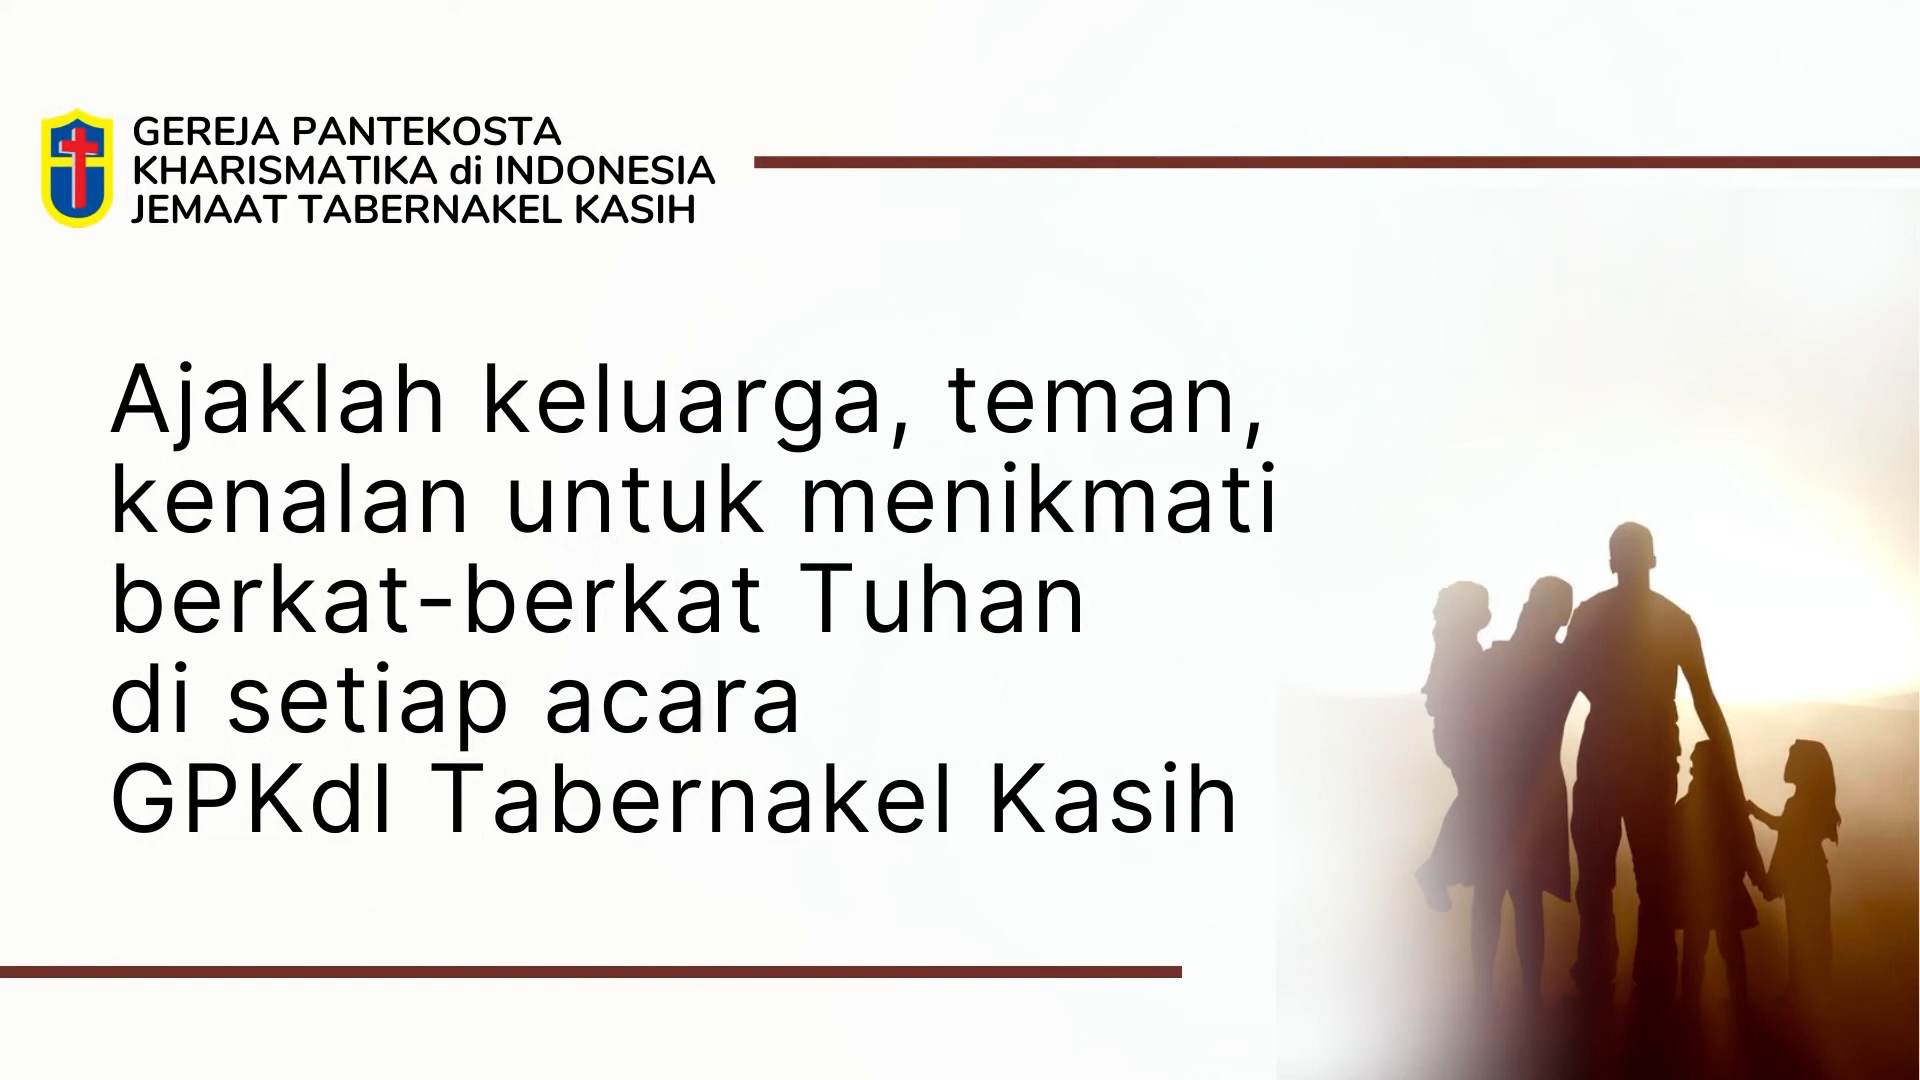 GEREJA PANTEKOSTA
KHARISMATIKA di INDONESIA
JEMAAT TABERNAKEL KASIH
Ajaklah keluarga, teman,
kenalan untuk menikmati
berkat-berkat Tuhan
di setiap acara
GPKdI Tabernakel Kasih